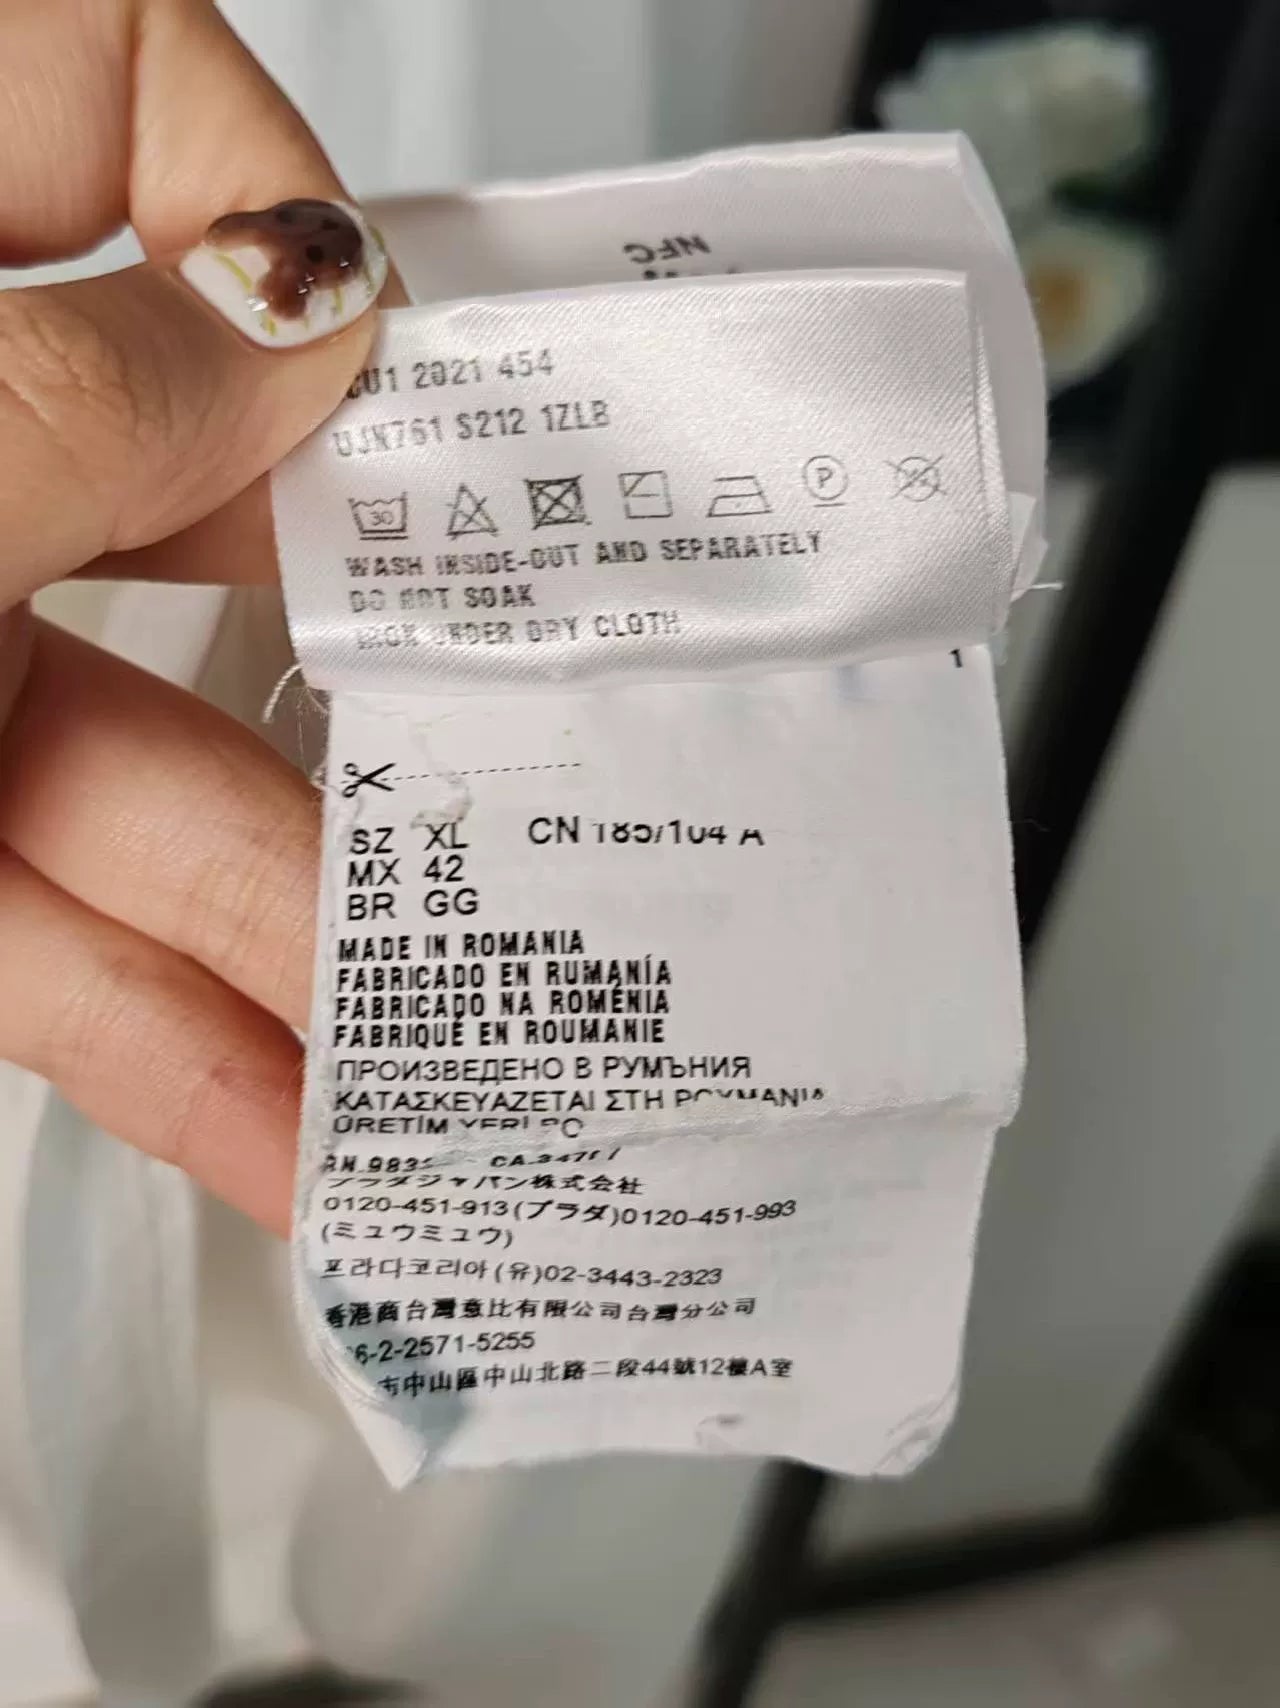 NFC
2021 454
UJN761 S212 1ZLB
30
P
WASH INSIDE-OUT AND SEPARATELY
DO NOT SOAK
IRON UNDER DRY CLOTH
1
SZ XL CN 185/104 A
MX 42
BR GG
MADE IN ROMANIA
FABRICADO EN RUMANÍA
FABRICADO NA ROMÉNIA
FABRIQUÉ EN ROUMANIE
ПРОИЗВЕДЕНО В РУМЪНИЯ
ΚΑΤΑΣΚΕΥΑΖΕΤΑΙ ΣΤΗ ΡΟΥΜΑΝΙΑ
ÜRETİM YERİ
RN
プラダジャパン株式会社
0120-451-913(プラダ)0120-451-993
(ミュウミュウ)
프라다코리아(유)02-3443-2323
香港商台灣意比有限公司台灣分公司
6-2-2571-5255
市中山區中山北路二段44號12樓A室